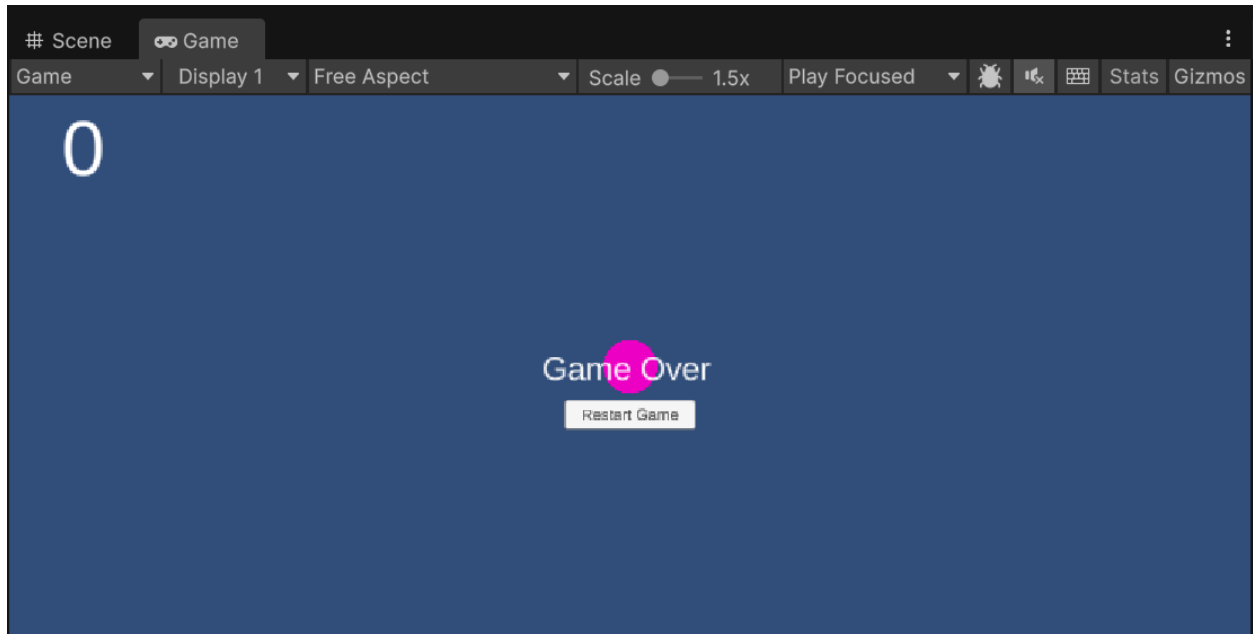 Scene Game
Game Display 1 Free Aspect Scale 1.5x Play Focused Stats Gizmos
0
Game Over
Restart Game